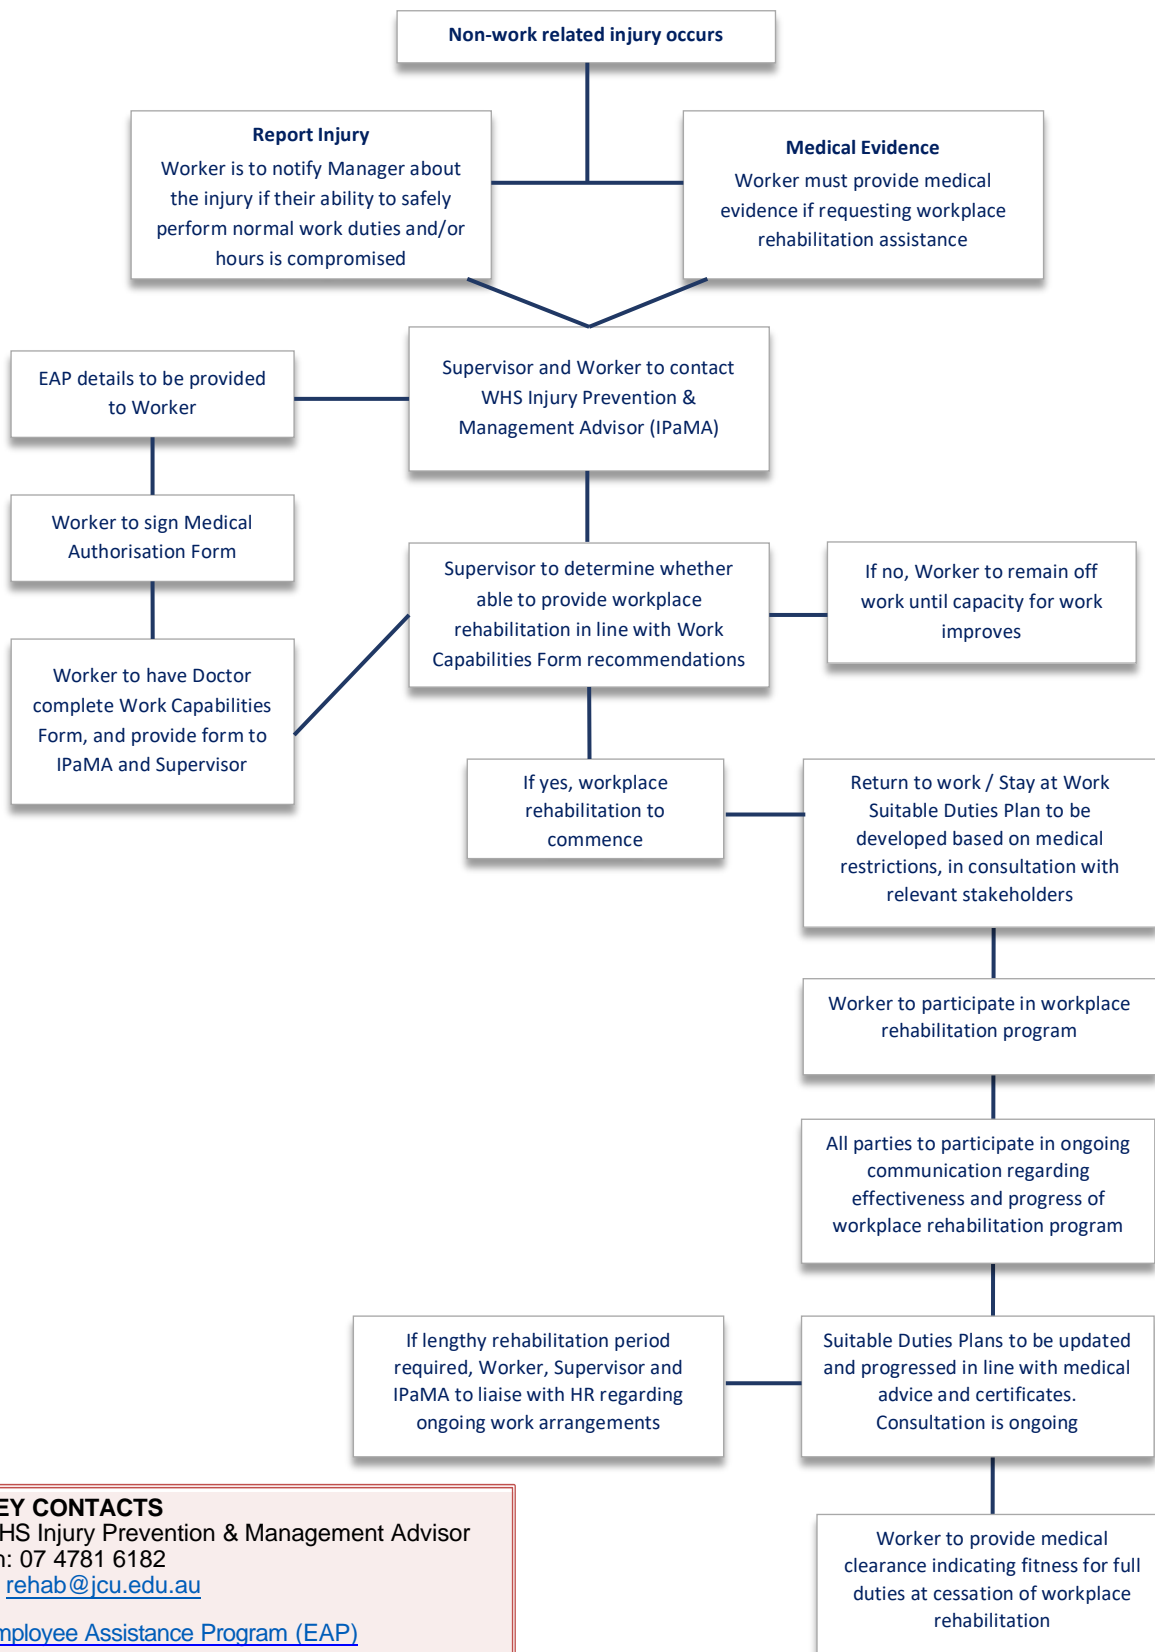 Non-work related injury occurs
Report Injury
Worker is to notify Manager about
the injury if their ability to safely
perform normal work duties and/or
hours is compromised
Medical Evidence
Worker must provide medical
evidence if requesting workplace
rehabilitation assistance
Supervisor and Worker to contact
WHS Injury Prevention &
Management Advisor (IPaMA)
EAP details to be provided
to Worker
Worker to sign Medical
Authorisation Form
Worker to have Doctor
complete Work Capabilities
Form, and provide form to
IPaMA and Supervisor
Supervisor to determine whether
able to provide workplace
rehabilitation in line with Work
Capabilities Form recommendations
If no, Worker to remain off
work until capacity for work
improves
If yes, workplace
rehabilitation to
commence
Return to work / Stay at Work
Suitable Duties Plan to be
developed based on medical
restrictions, in consultation with
relevant stakeholders
Worker to participate in workplace
rehabilitation program
All parties to participate in ongoing
communication regarding
effectiveness and progress of
workplace rehabilitation program
If lengthy rehabilitation period
required, Worker, Supervisor and
IPaMA to liaise with HR regarding
ongoing work arrangements
Suitable Duties Plans to be updated
and progressed in line with medical
advice and certificates.
Consultation is ongoing
Worker to provide medical
clearance indicating fitness for full
duties at cessation of workplace
rehabilitation
EY CONTACTS
HS Injury Prevention & Management Advisor
: 07 4781 6182
rehab@jcu.edu.au
mployee Assistance Program (EAP)